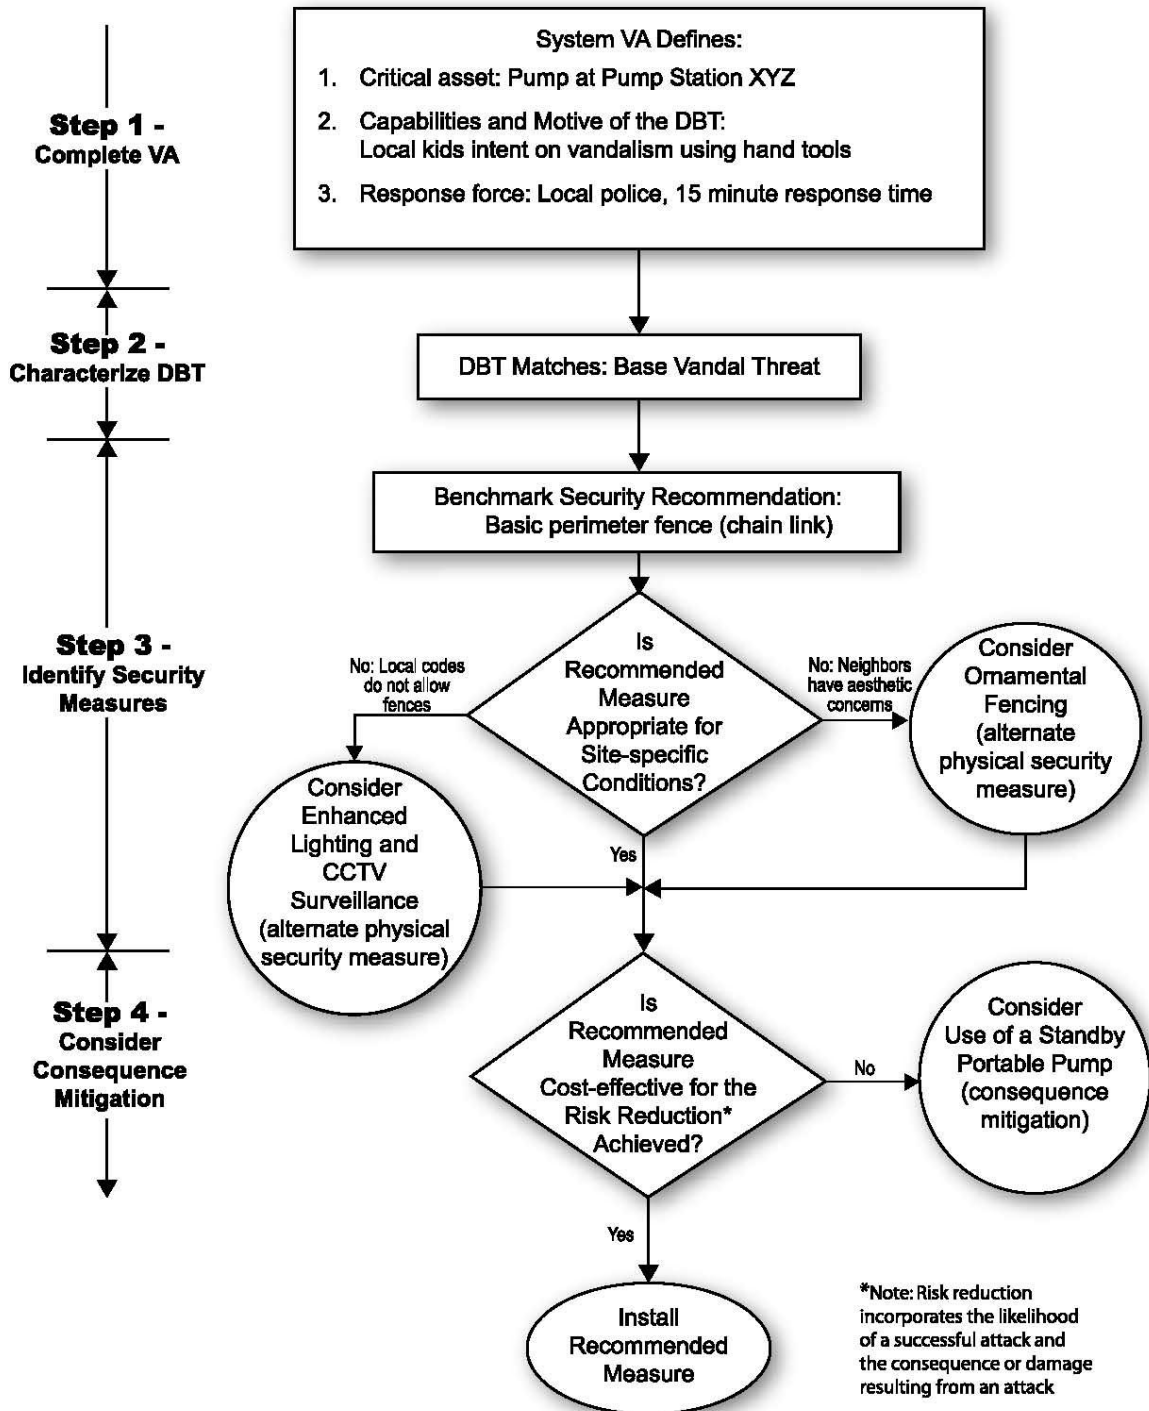 System VA Defines:
1. Critical asset: Pump at Pump Station XYZ
2. Capabilities and Motive of the DBT:
Local kids intent on vandalism using hand tools
3. Response force: Local police, 15 minute response time
Step 1 -
Complete VA
Step 2 -
Characterize DBT
DBT Matches: Base Vandal Threat
Benchmark Security Recommendation:
Basic perimeter fence (chain link)
Step 3 -
Identify Security
Measures
No: Local codes
do not allow
fences
Is
Recommended
Measure
Appropriate for
Site-specific
Conditions?
No: Neighbors
have aesthetic
concerns
Consider
Ornamental
Fencing
(alternate
physical security
measure)
Consider
Enhanced
Lighting and
CCTV
Surveillance
(alternate physical
security measure)
Yes
Step 4 -
Consider
Consequence
Mitigation
Is
Recommended
Measure
Cost-effective for the
Risk Reduction*
Achieved?
No
Consider
Use of a Standby
Portable Pump
(consequence
mitigation)
Yes
Install
Recommended
Measure
*Note: Risk reduction
incorporates the likelihood
of a successful attack and
the consequence or damage
resulting from an attack